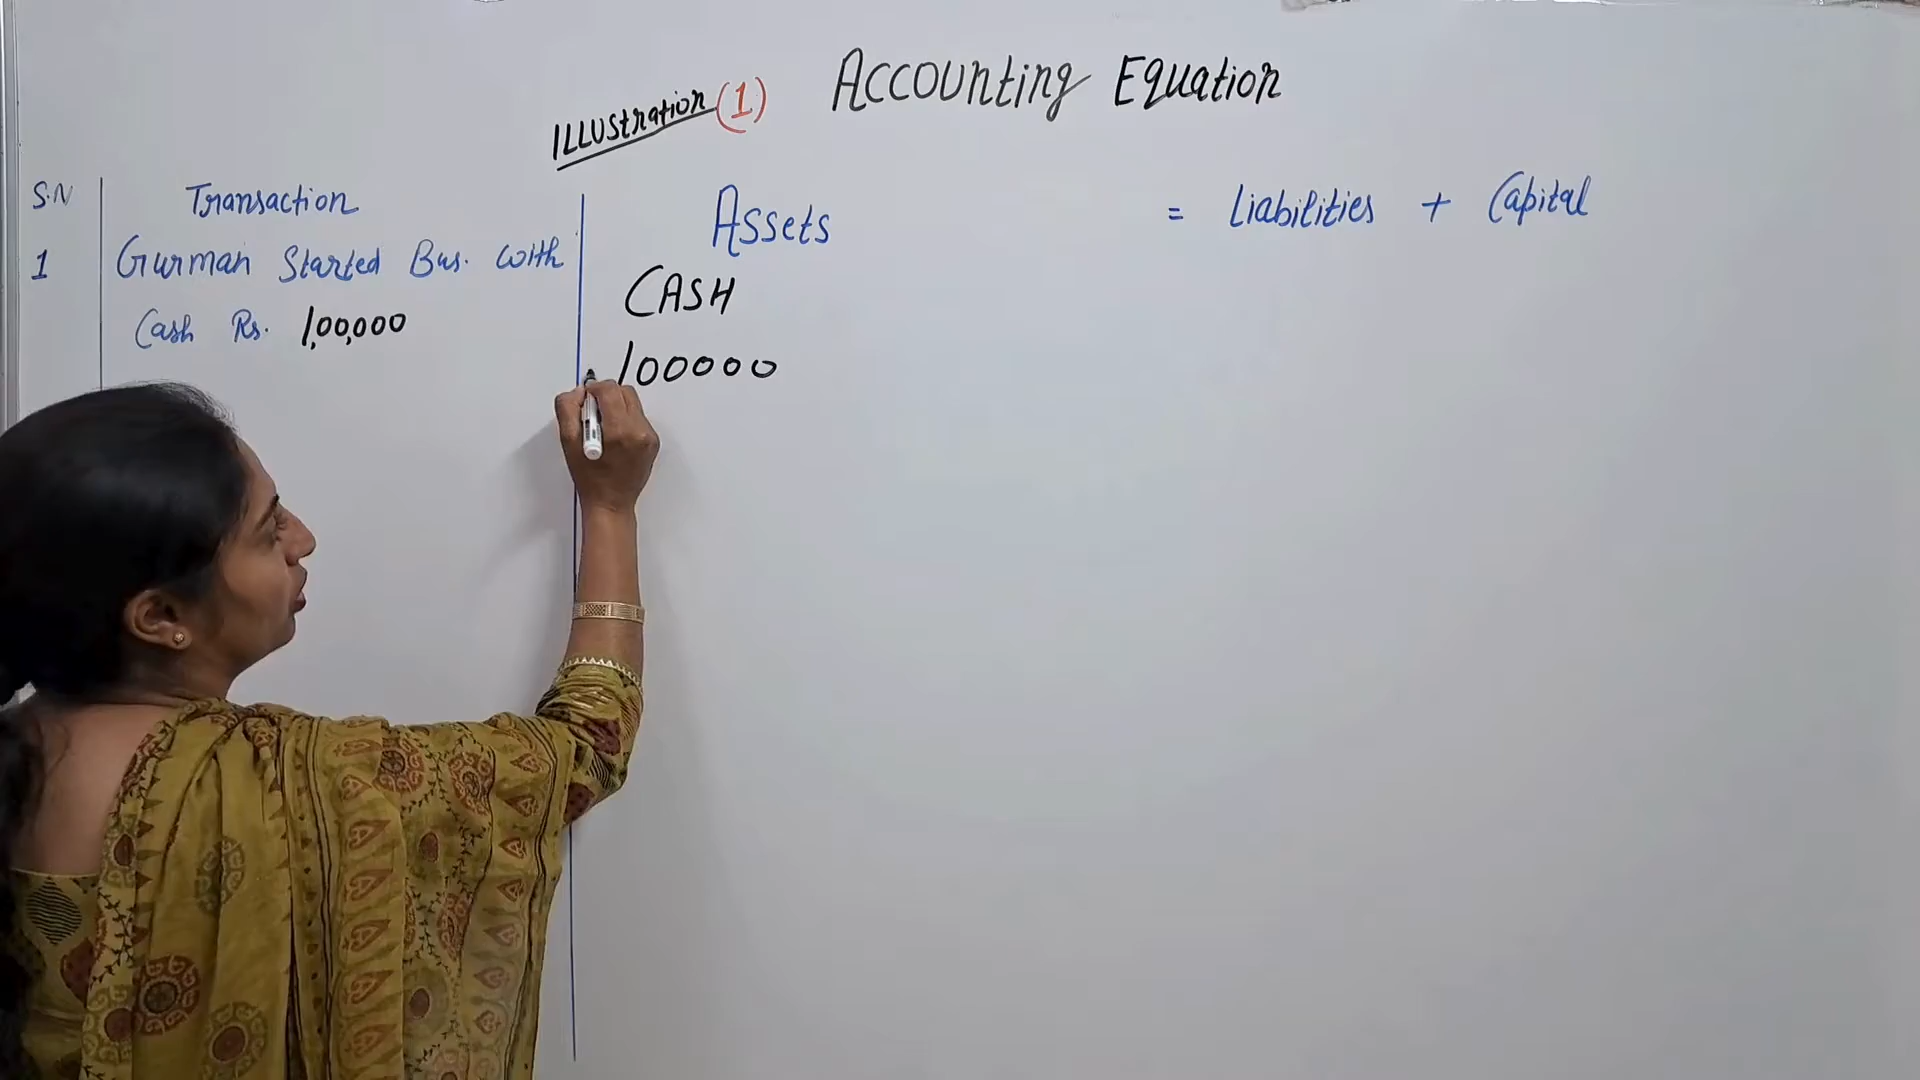 Accounting Equation
ILLUStration (1)
S.N Transaction Assets = Liabilities + Capital
1 Gurman Started Bus. with
Cash Rs. 1,00,000
CASH
100000